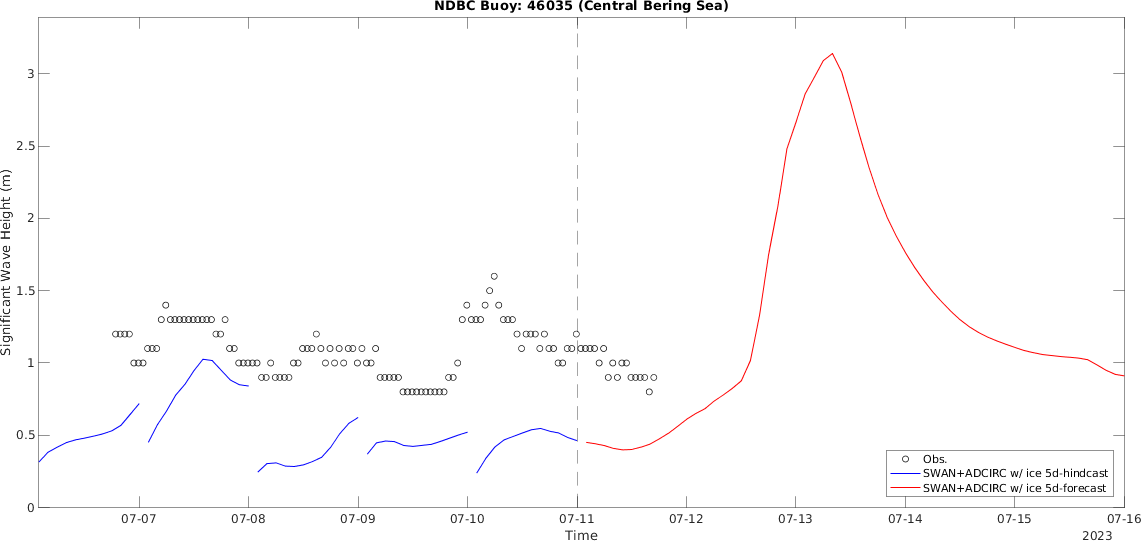 NDBC Buoy: 46035 (Central Bering Sea)
Significant Wave Height (m)
3
2.5
2
1.5
1
0.5
0
Obs.
SWAN+ADCIRC w/ ice 5d-hindcast
SWAN+ADCIRC w/ ice 5d-forecast
07-07 07-08 07-09 07-10 07-11 07-12 07-13 07-14 07-15 07-16
Time
2023